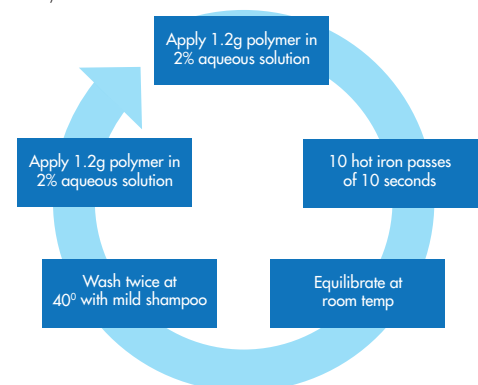 Apply 1.2g polymer in
2% aqueous solution
10 hot iron passes
of 10 seconds
Equilibrate at
room temp
Wash twice at
40⁰ with mild shampoo
Apply 1.2g polymer in
2% aqueous solution